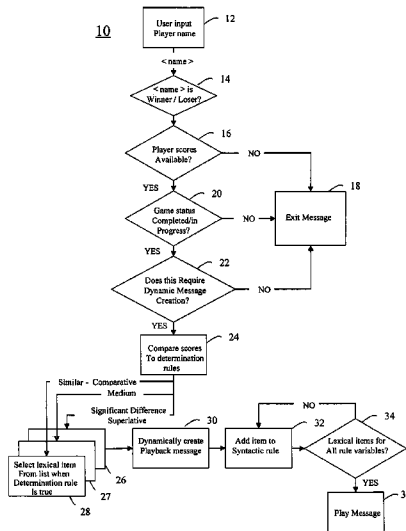 10
User input
Player name
12
< name >
< name > is
Winner / Loser?
14
Player scores
Available?
16
NO
YES
Game status
Completed/in
Progress?
20
NO
Exit Message
18
YES
Does this Require
Dynamic Message
Creation?
22
NO
YES
Compare scores
To determination
rules
24
Similar - Comparative
Medium
Significant Difference
Superlative
Select lexical item
From list when
Determination rule
Is true
26
27
28
Dynamically create
Playback message
30
Add item to
Syntactic rule
32
NO
Lexical items for
All rule variables?
34
YES
Play Message